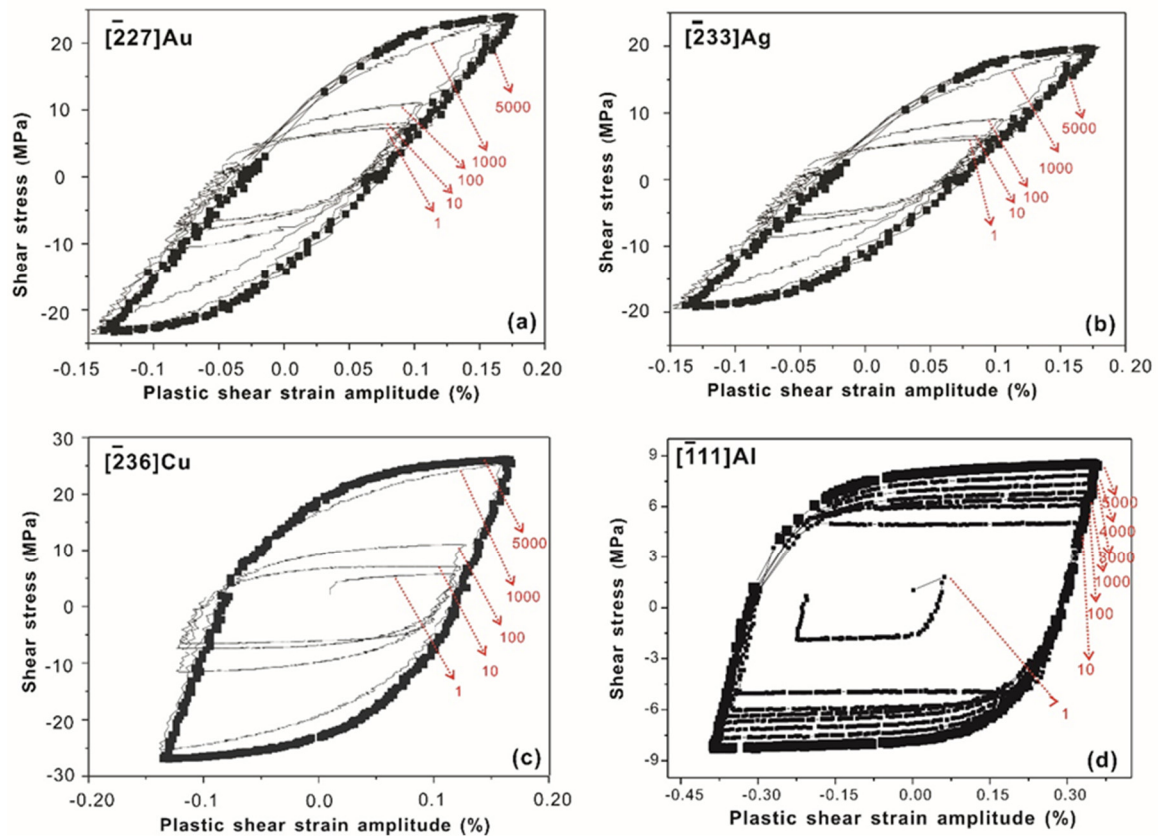 [2̅27]Au
Shear stress (MPa)
20
10
0
-10
-20
5000
1000
100
10
1
(a)
-0.15 -0.10 -0.05 0.00 0.05 0.10 0.15 0.20
Plastic shear strain amplitude (%)
[2̅33]Ag
Shear stress (MPa)
20
10
0
-10
-20
5000
1000
100
10
1
(b)
-0.15 -0.10 -0.05 0.00 0.05 0.10 0.15 0.20
Plastic shear strain amplitude (%)
[2̅36]Cu
Shear stress (MPa)
30
20
10
0
-10
-20
-30
5000
1000
100
10
1
(c)
-0.20 -0.1 0.0 0.10 0.20
Plastic shear strain amplitude (%)
[1̅11]Al
Shear stress (MPa)
9
6
3
0
-3
-6
-9
5000
4000
3000
1000
100
10
1
(d)
-0.45 -0.30 -0.15 0.00 0.15 0.30
Plastic shear strain amplitude (%)